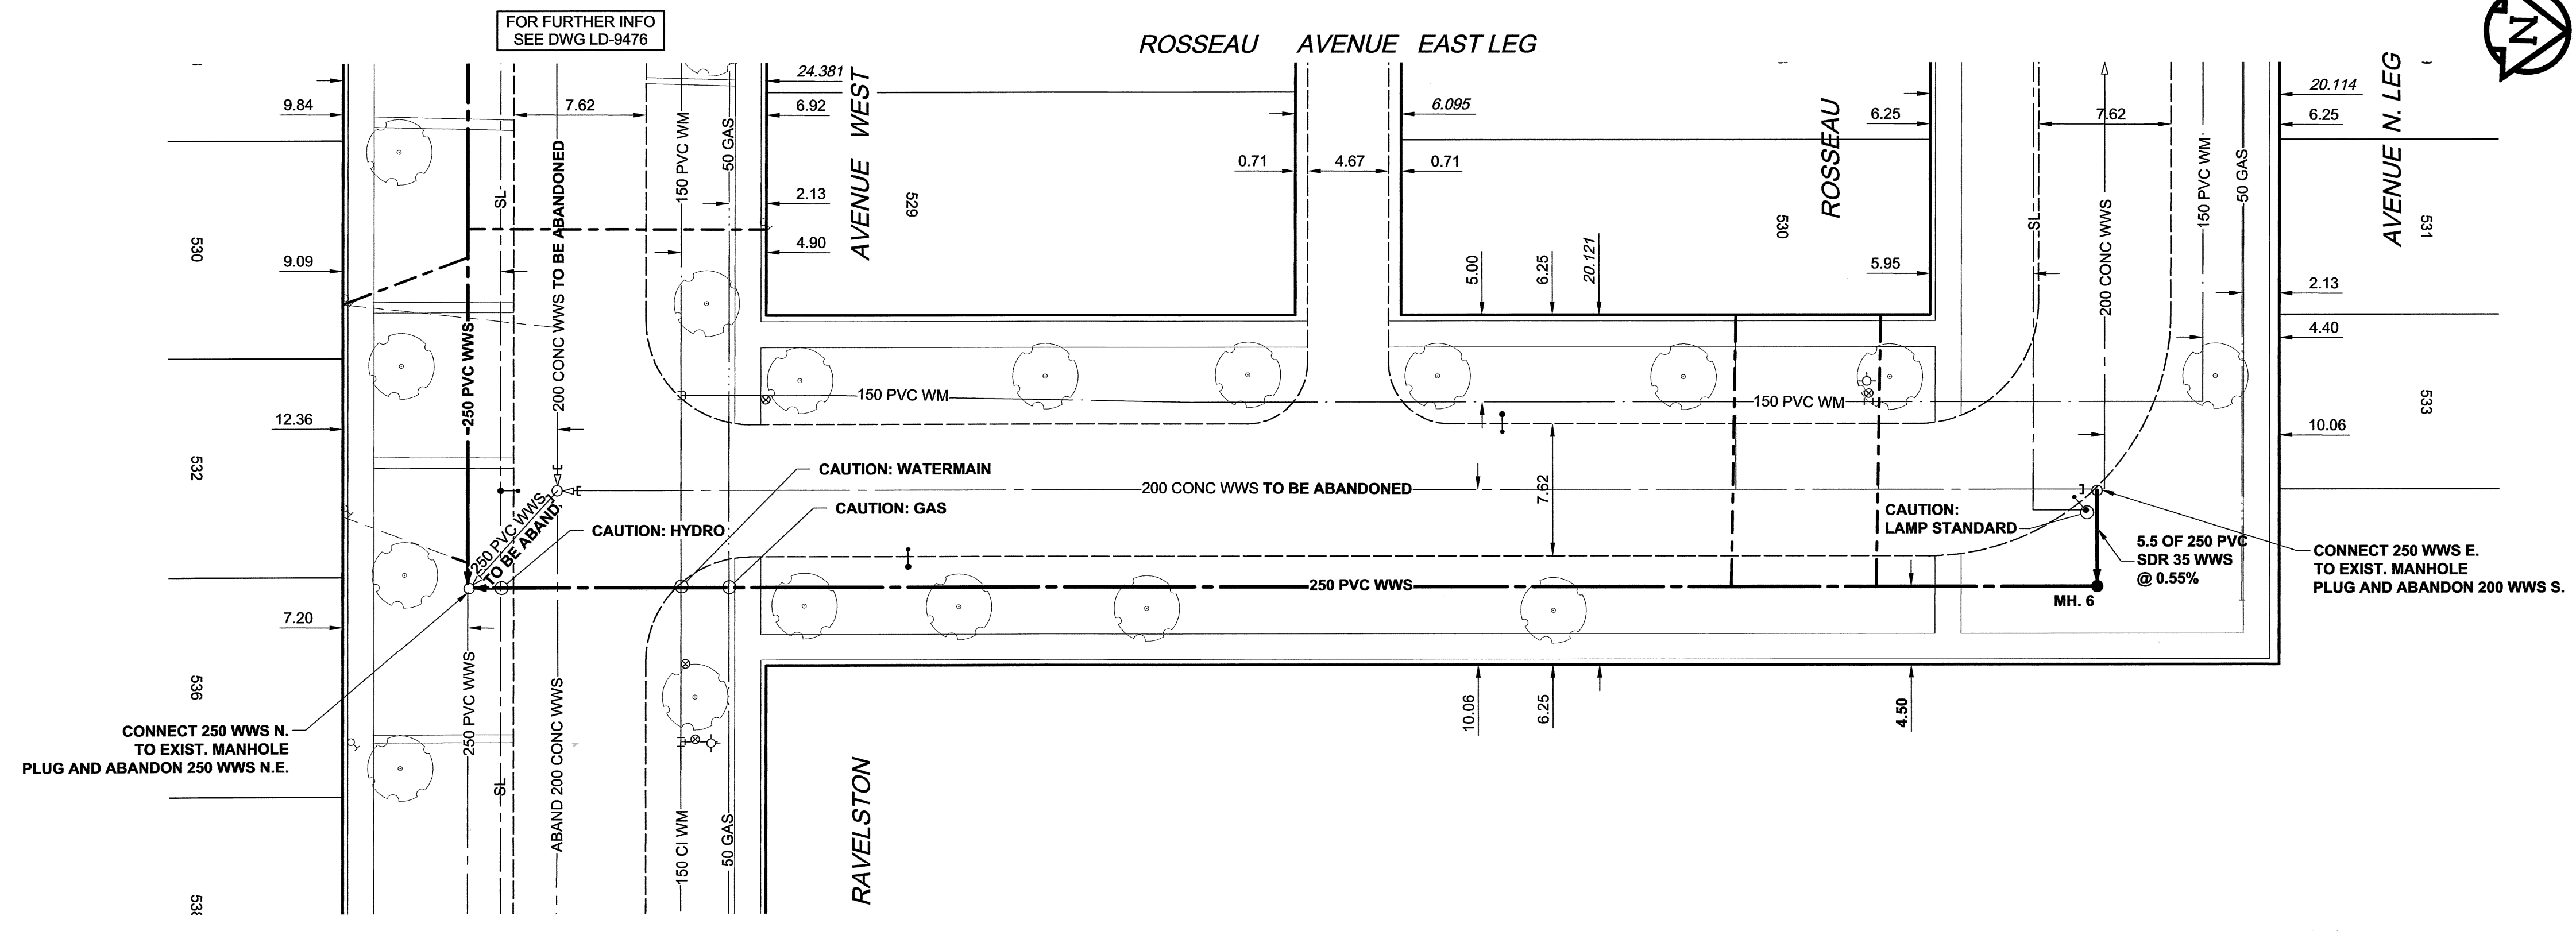 FOR FURTHER INFO
SEE DWG LD-9476
ROSSEAU AVENUE EAST LEG
N
24.381
20.114
9.84
7.62
6.92
6.095
6.25
7.62
6.25
AVENUE WEST
ROSSEAU
AVENUE N. LEG
150 PVC WM
50 GAS
0.71
4.67
0.71
150 PVC WM
50 GAS
SL
200 CONC WWS TO BE ABANDONED
2.13
529
530
SL
200 CONC WWS
531
530
4.90
9.09
5.00
6.25
20.121
5.95
2.13
250 PVC WWS
4.40
150 PVC WM
150 PVC WM
533
12.36
10.06
532
CAUTION: WATERMAIN
200 CONC WWS TO BE ABANDONED
7.62
CAUTION: GAS
CAUTION:
LAMP STANDARD
250 PVC WWS
TO BE ABAND.
CAUTION: HYDRO
5.5 OF 250 PVC
SDR 35 WWS
@ 0.55%
CONNECT 250 WWS E.
TO EXIST. MANHOLE
PLUG AND ABANDON 200 WWS S.
250 PVC WWS
MH. 6
7.20
536
250 PVC WWS
ABAND 200 CONC WWS
10.06
6.25
4.50
CONNECT 250 WWS N.
TO EXIST. MANHOLE
PLUG AND ABANDON 250 WWS N.E.
SL
150 CI WM
50 GAS
RAVELSTON